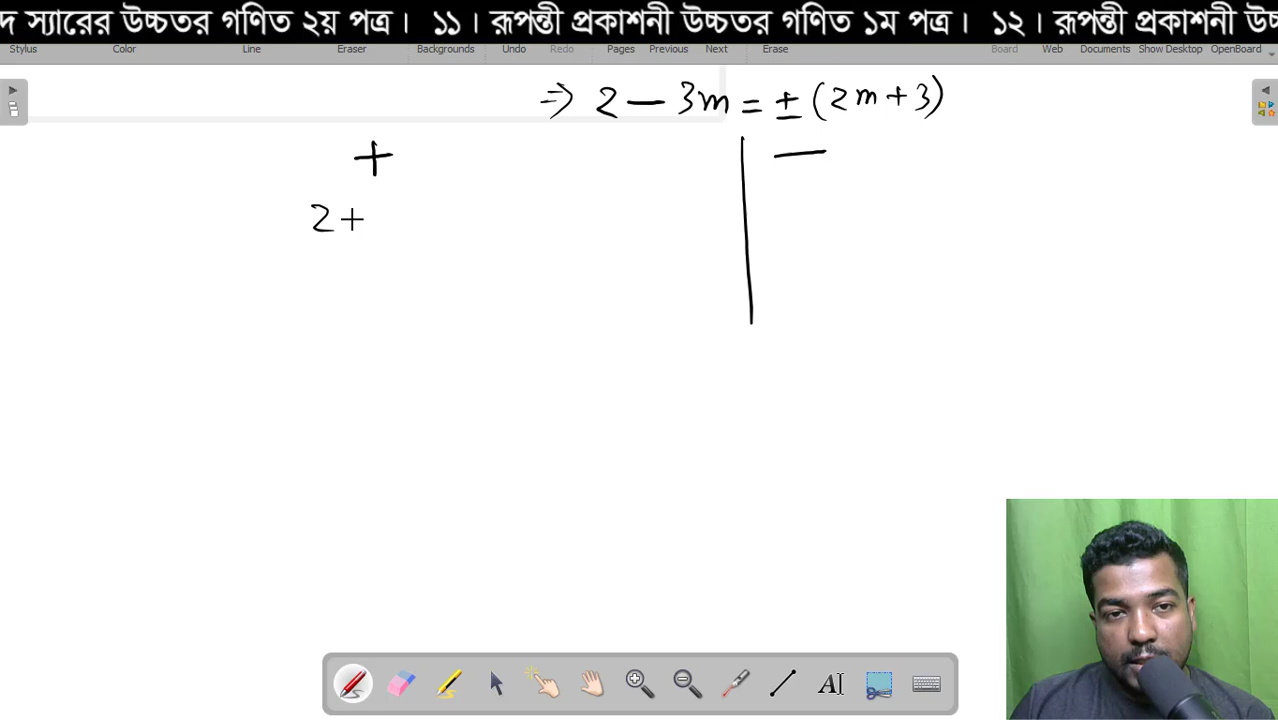 দ স্যারের উচ্চতর গণিত ২য় পত্র। ১১। রূপন্তী প্রকাশনী উচ্চতর গণিত ১ম পত্র। ১২। রূপন্তী প্রকাশনী উচ্চ
Stylus Color Line Eraser Backgrounds Undo Redo Pages Previous Next Erase Board Web Documents Show Desktop OpenBoard
⇒ 2 - 3m = ± (2m + 3)
+ -
2 +